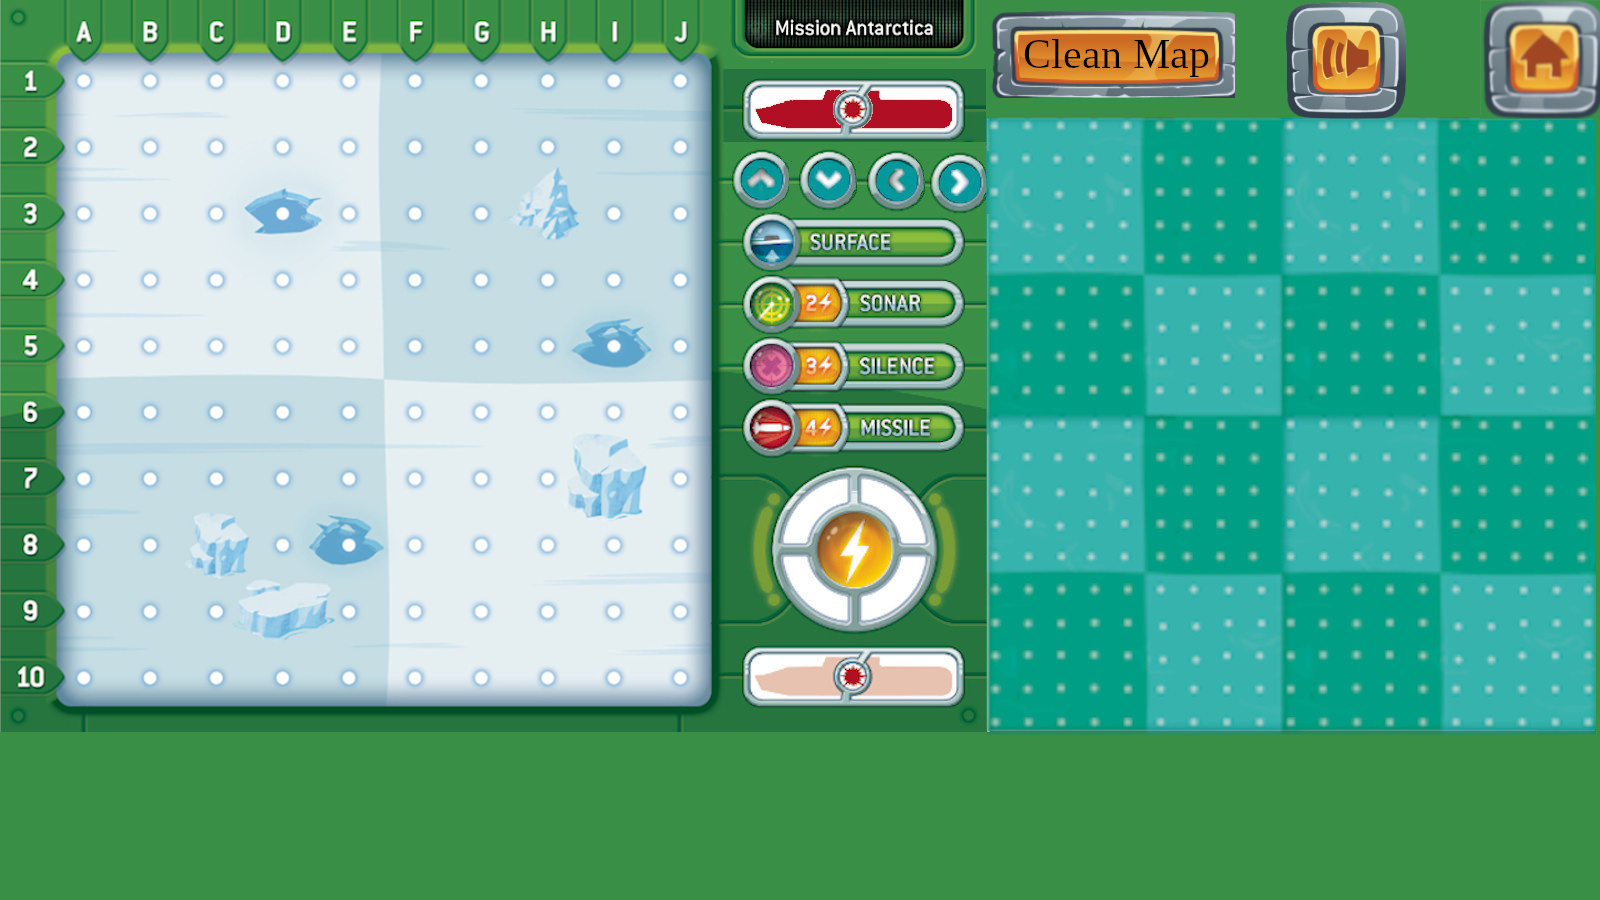 A B C D E F G H I J
Mission Antarctica
Clean Map
1
2
3
4
5
6
7
8
9
10
SURFACE
2 SONAR
3 SILENCE
4 MISSILE